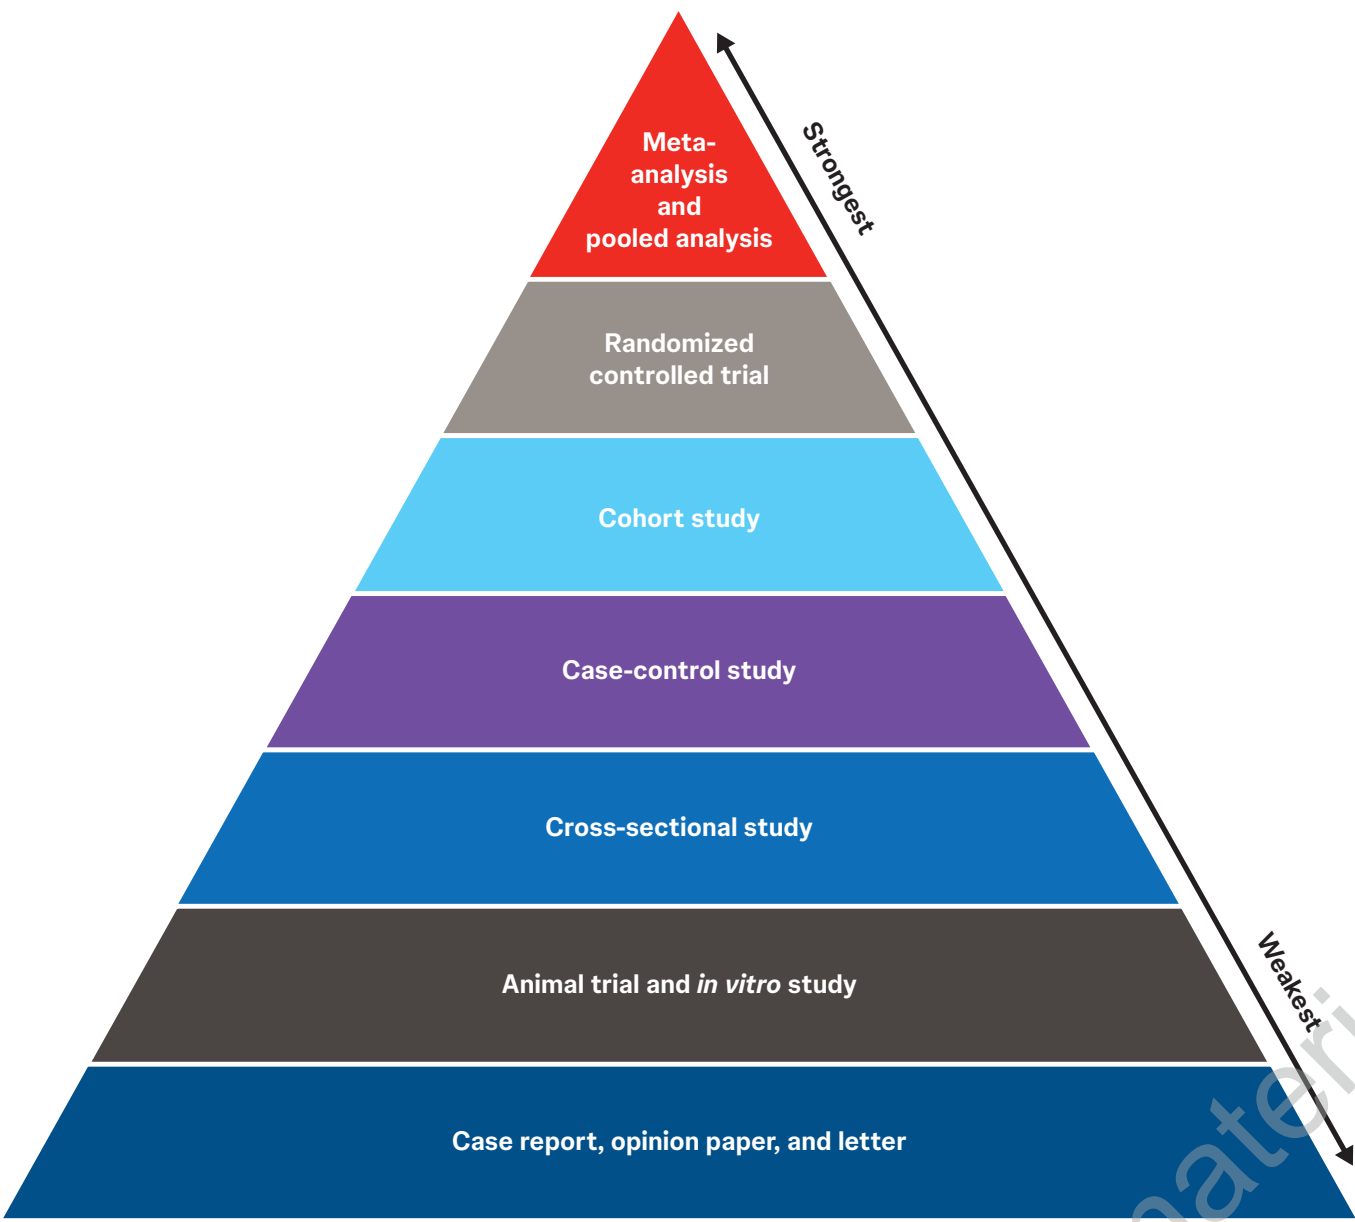 Meta-
analysis
and
pooled analysis
Strongest
Randomized
controlled trial
Cohort study
Case-control study
Cross-sectional study
Weakest
Animal trial and in vitro study
Case report, opinion paper, and letter